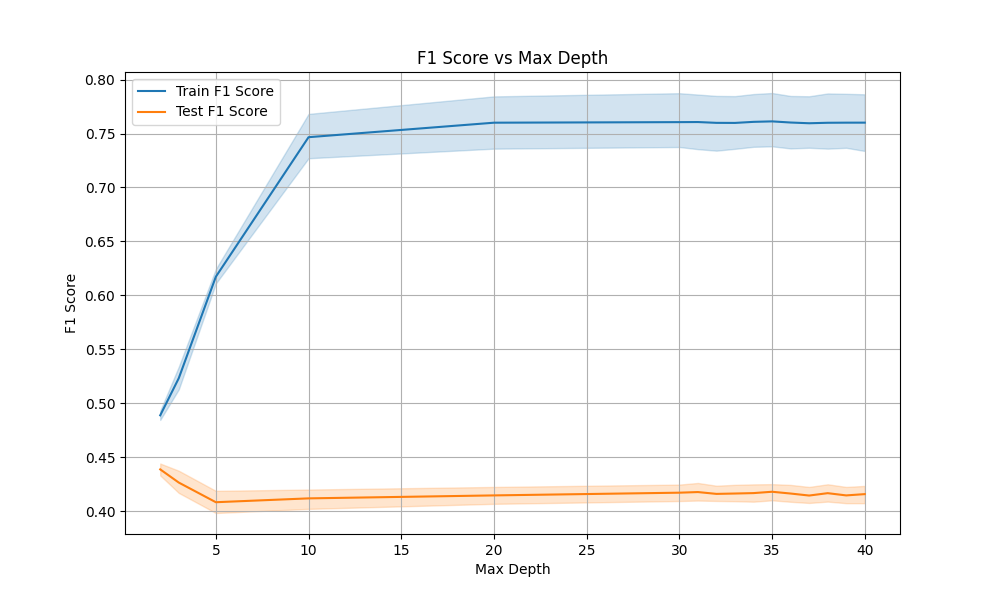 F1 Score vs Max Depth
Train F1 Score
Test F1 Score
0.80
0.75
0.70
0.65
0.60
0.55
0.50
0.45
0.40
F1 Score
5 10 15 20 25 30 35 40
Max Depth